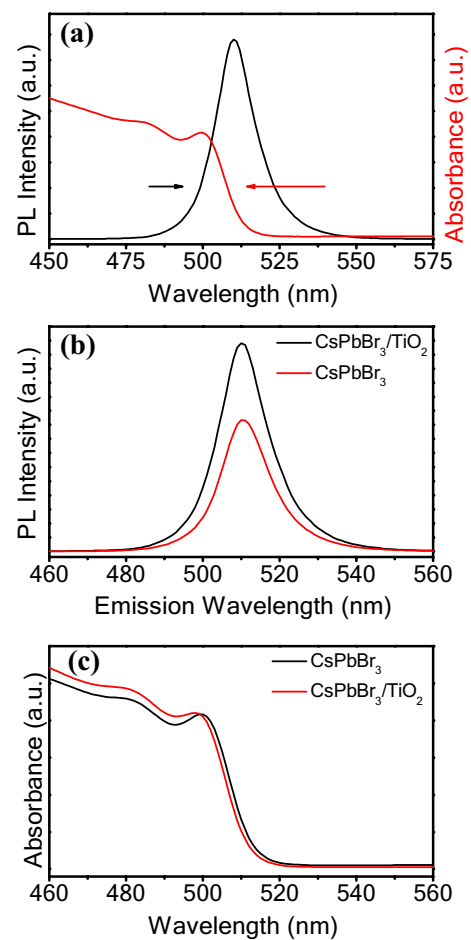 (a)
PL Intensity (a.u.)
Absorbance (a.u.)
450 475 500 525 550 575
Wavelength (nm)
(b)
CsPbBr₃/TiO₂
CsPbBr₃
PL Intensity (a.u.)
460 480 500 520 540 560
Emission Wavelength (nm)
(c)
CsPbBr₃
CsPbBr₃/TiO₂
Absorbance (a.u.)
460 480 500 520 540 560
Wavelength (nm)